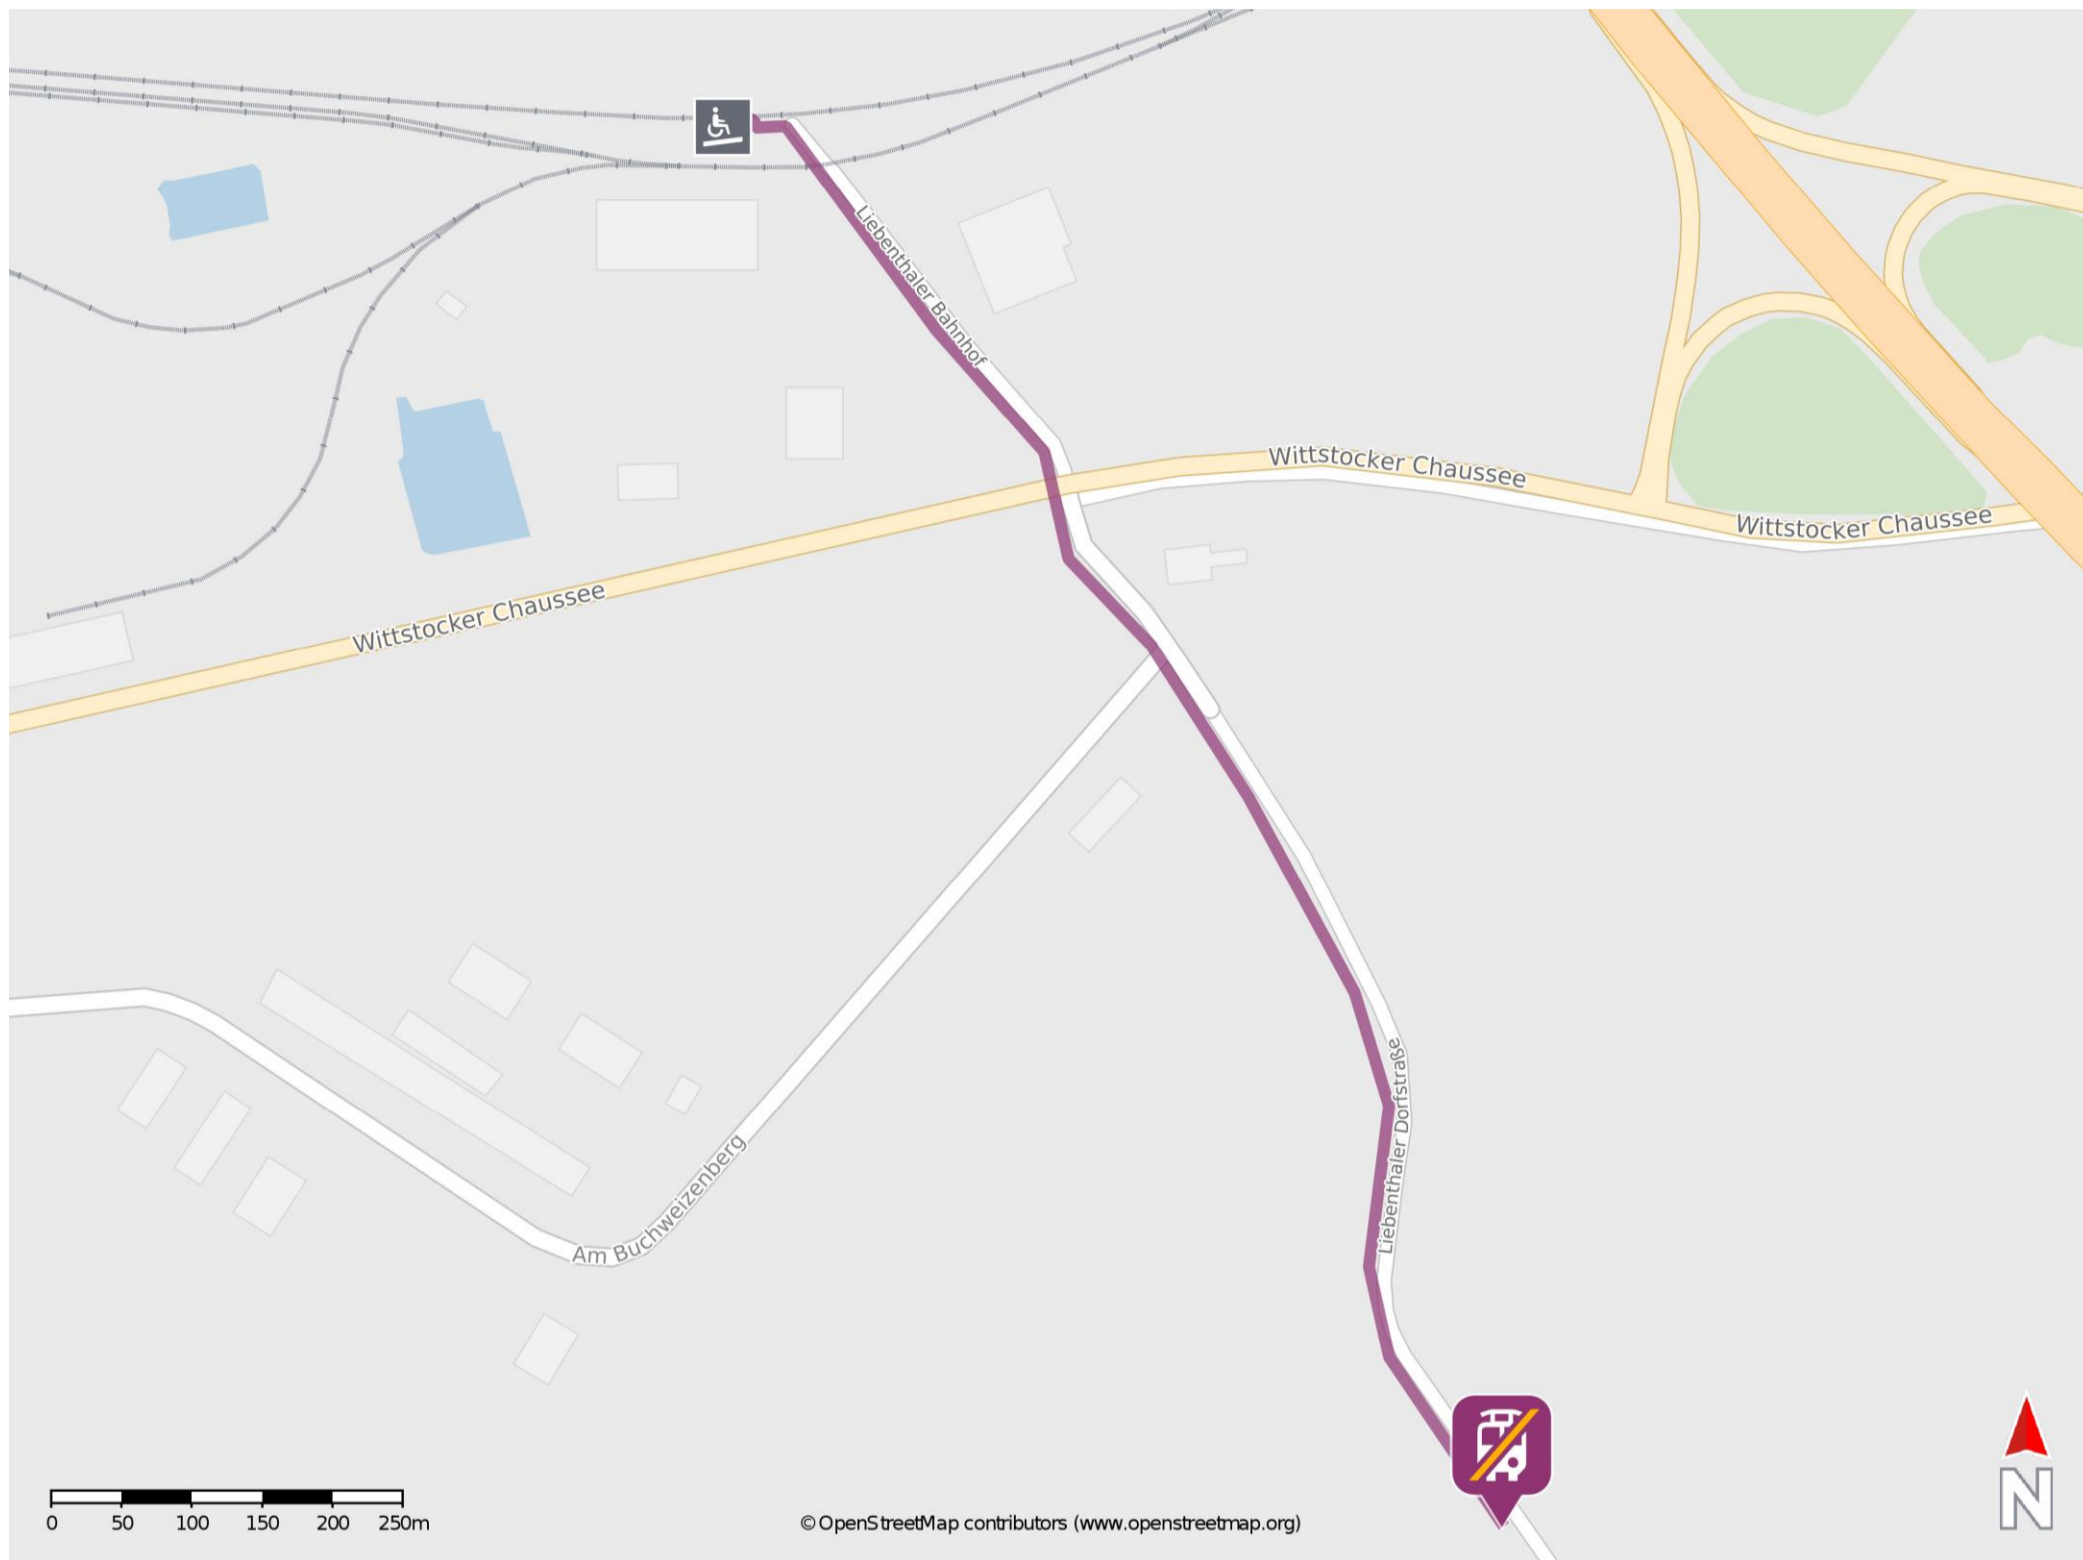 Liebenthaler Bahnhof
Wittstocker Chaussee
Wittstocker Chaussee
Wittstocker Chaussee
Liebenthaler Dorfstraße
Am Buchweizenberg
N
0 50 100 150 200 250m
©OpenStreetMap contributors (www.openstreetmap.org)